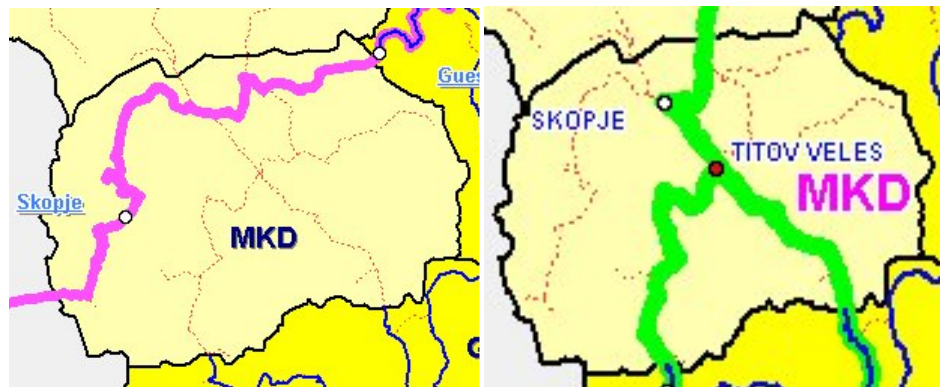 Gues
Skopje
MKD
G
SKOPJE
TITOV VELES
MKD